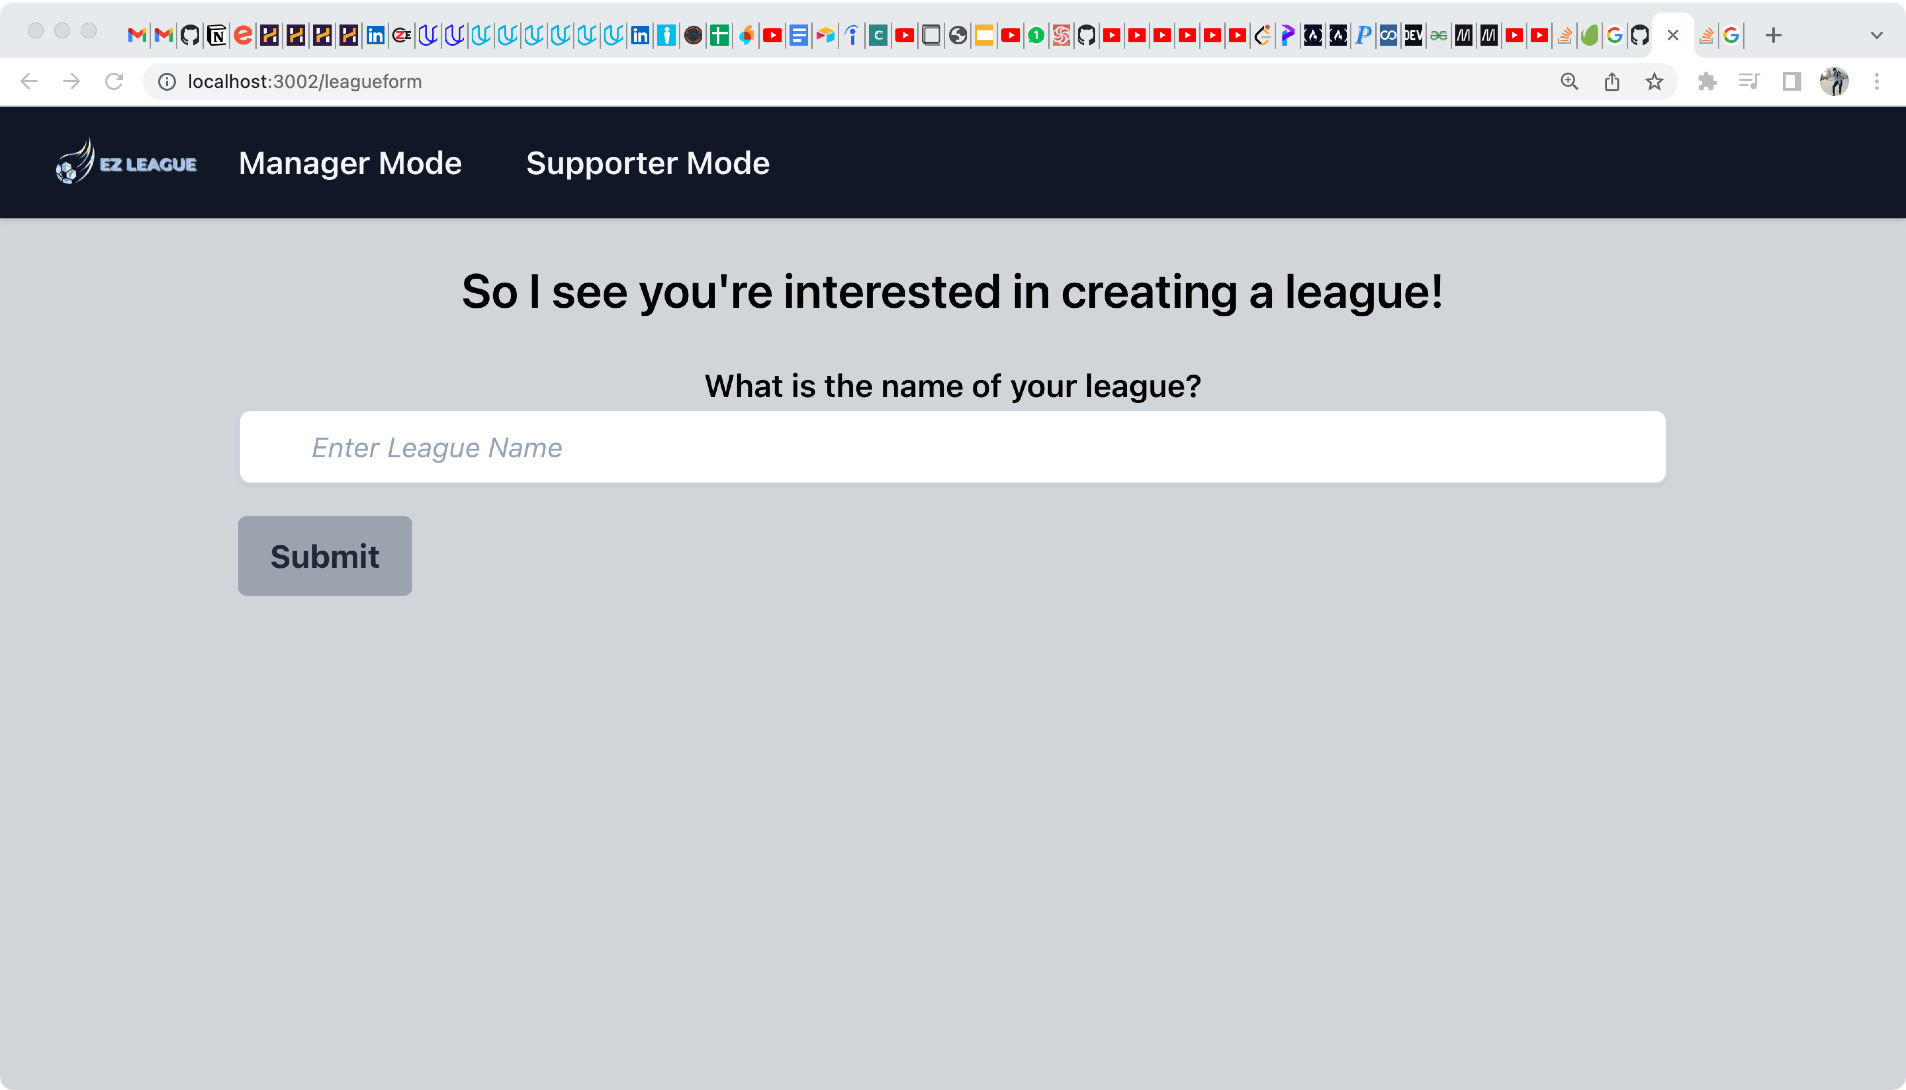 localhost:3002/leagueform
EZ LEAGUE
Manager Mode
Supporter Mode
So I see you're interested in creating a league!
What is the name of your league?
Enter League Name
Submit